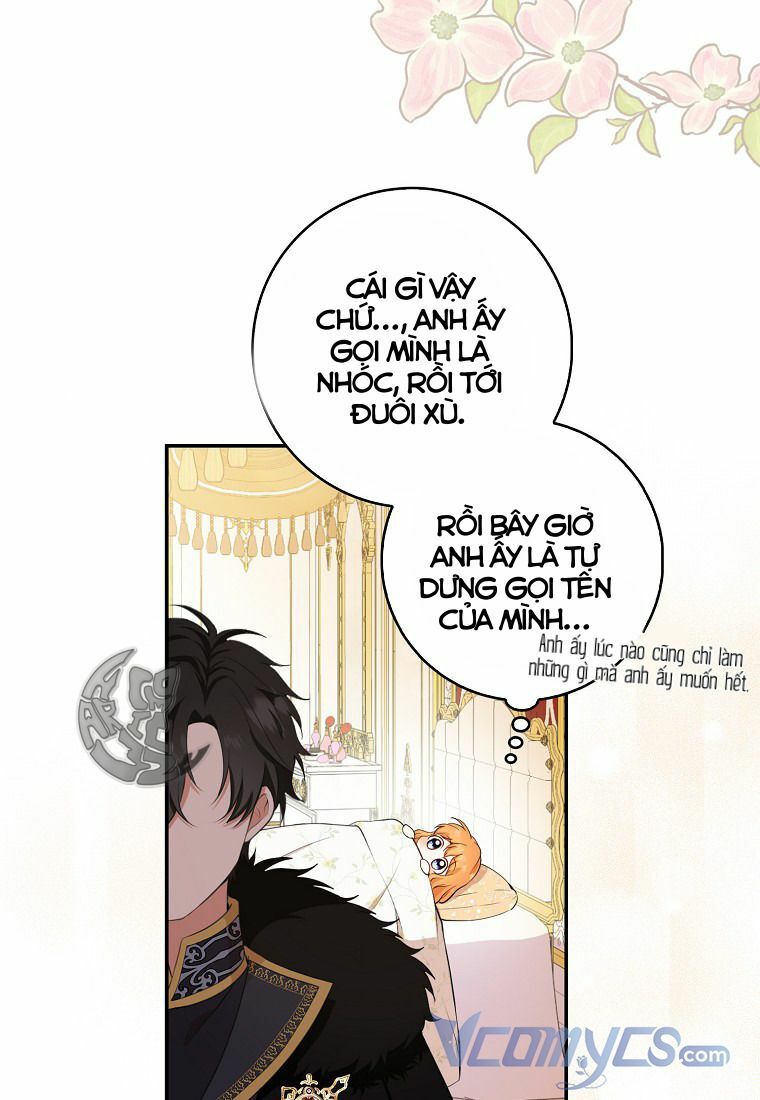 CÁI GÌ VẬY
CHỨ..., ANH ẤY
GỌI MÌNH LÀ
NHÓC, RỒI TỚI
ĐUÔI XÙ.
RỒI BÂY GIỜ
ANH ẤY LÀ TỰ
DƯNG GỌI TÊN
CỦA MÌNH...
Anh ấy lúc nào cũng chỉ làm
những gì mà anh ấy muốn hết.
VCOMYCS.com